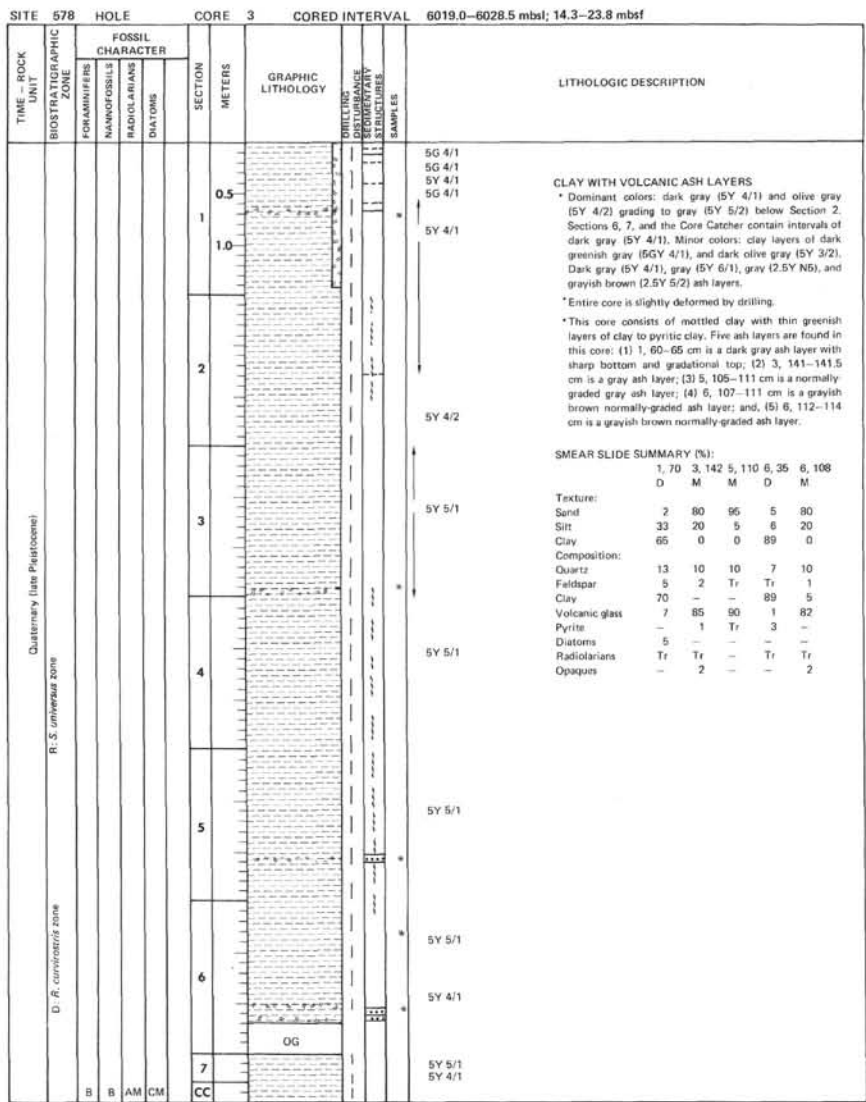 SITE 578 HOLE CORE 3 CORED INTERVAL 6019.0–6028.5 mbsl; 14.3–23.8 mbsf
TIME – ROCK UNIT
BIOSTRATIGRAPHIC ZONE
FOSSIL CHARACTER
FORAMINIFERS
NANNOFOSSILS
RADIOLARIANS
DIATOMS
SECTION
METERS
GRAPHIC LITHOLOGY
DRILLING DISTURBANCE
SEDIMENTARY STRUCTURES
SAMPLES
LITHOLOGIC DESCRIPTION
Quaternary (late Pleistocene)
R: S. universus zone
D: R. curvirostris zone
B B AM CM
1
0.5
1.0
2
3
4
5
6
OG
7
CC
*
*
*
*
*
5G 4/1
5G 4/1
5Y 4/1
5G 4/1
5Y 4/1
5Y 4/2
5Y 5/1
5Y 5/1
5Y 5/1
5Y 5/1
5Y 4/1
5Y 5/1
5Y 4/1
CLAY WITH VOLCANIC ASH LAYERS
* Dominant colors: dark gray (5Y 4/1) and olive gray
(5Y 4/2) grading to gray (5Y 5/2) below Section 2.
Sections 6, 7, and the Core Catcher contain intervals of
dark gray (5Y 4/1). Minor colors: clay layers of dark
greenish gray (5GY 4/1), and dark olive gray (5Y 3/2).
Dark gray (5Y 4/1), gray (5Y 6/1), gray (2.5Y N5), and
grayish brown (2.5Y 5/2) ash layers.
* Entire core is slightly deformed by drilling.
* This core consists of mottled clay with thin greenish
layers of clay to pyritic clay. Five ash layers are found in
this core: (1) 1, 60–65 cm is a dark gray ash layer with
sharp bottom and gradational top; (2) 3, 141–141.5
cm is a gray ash layer; (3) 5, 105–111 cm is a normally-
graded gray ash layer; (4) 6, 107–111 cm is a grayish
brown normally-graded ash layer; and, (5) 6, 112–114
cm is a grayish brown normally-graded ash layer.
SMEAR SLIDE SUMMARY (%):
1, 70 3, 142 5, 110 6, 35 6, 108
D M M D M
Texture:
Sand 2 80 95 5 80
Silt 33 20 5 6 20
Clay 65 0 0 89 0
Composition:
Quartz 13 10 10 7 10
Feldspar 5 2 Tr Tr 1
Clay 70 – – 89 5
Volcanic glass 7 85 90 1 82
Pyrite – 1 Tr 3 –
Diatoms 5 – – – –
Radiolarians Tr Tr – Tr Tr
Opaques – 2 – – 2